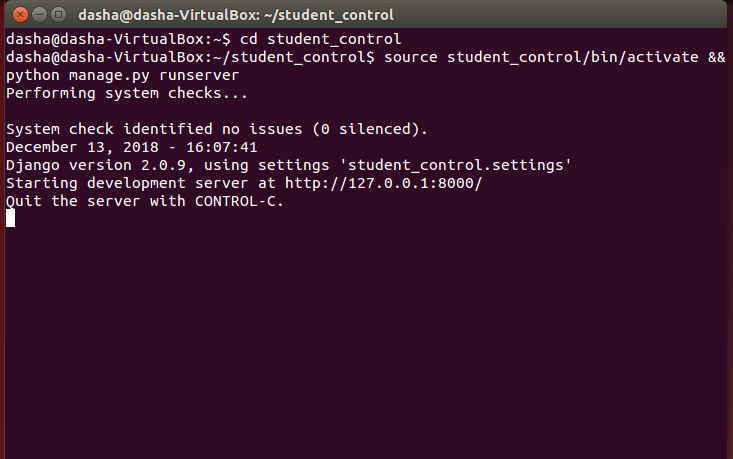 dasha@dasha-VirtualBox: ~/student_control
dasha@dasha-VirtualBox:~$ cd student_control
dasha@dasha-VirtualBox:~/student_control$ source student_control/bin/activate &&
python manage.py runserver
Performing system checks...
System check identified no issues (0 silenced).
December 13, 2018 - 16:07:41
Django version 2.0.9, using settings 'student_control.settings'
Starting development server at http://127.0.0.1:8000/
Quit the server with CONTROL-C.